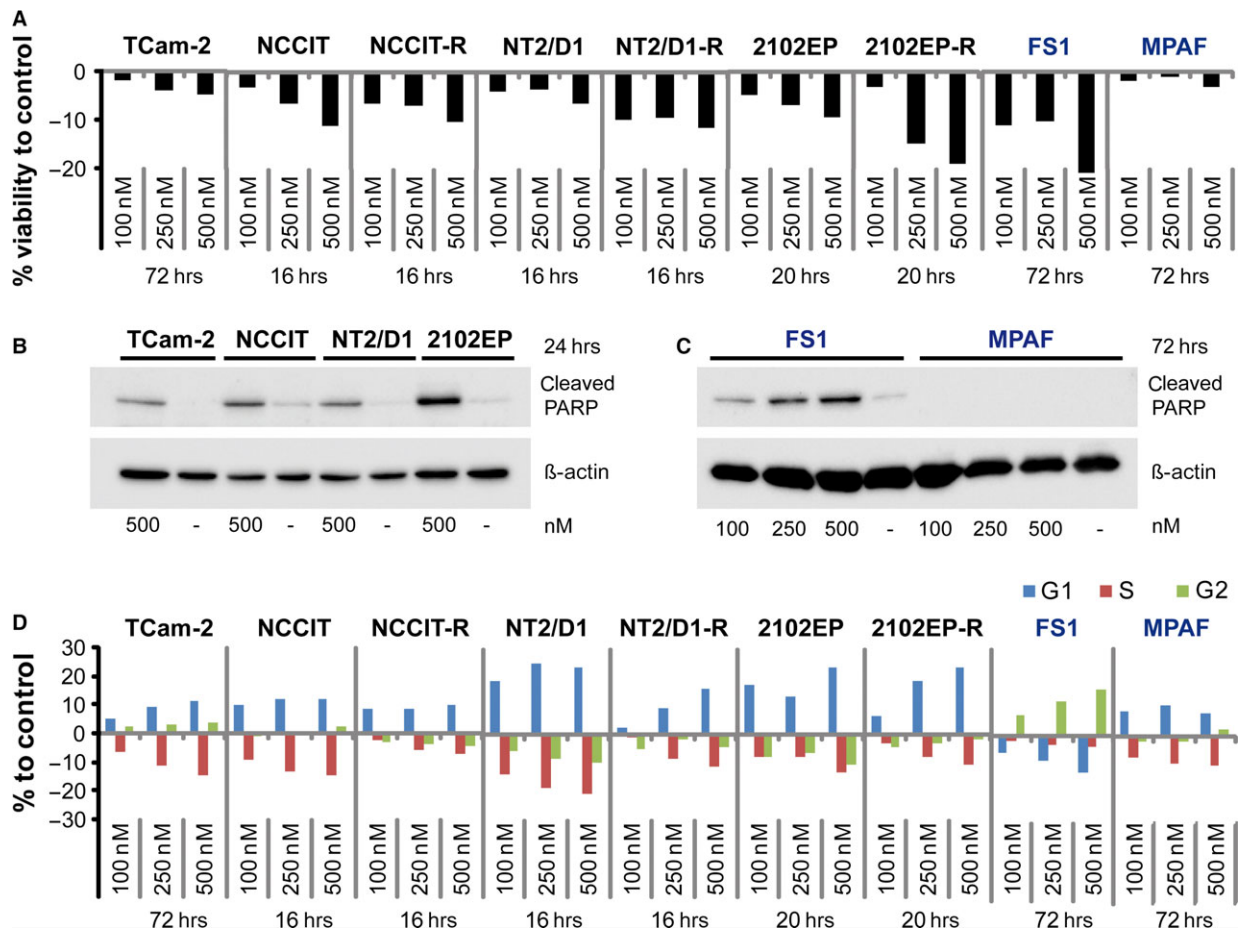 A
TCam-2 NCCIT NCCIT-R NT2/D1 NT2/D1-R 2102EP 2102EP-R FS1 MPAF
% viability to control
0
−10
−20
100 nM 250 nM 500 nM 100 nM 250 nM 500 nM 100 nM 250 nM 500 nM 100 nM 250 nM 500 nM 100 nM 250 nM 500 nM 100 nM 250 nM 500 nM 100 nM 250 nM 500 nM 100 nM 250 nM 500 nM 100 nM 250 nM 500 nM
72 hrs 16 hrs 16 hrs 16 hrs 16 hrs 20 hrs 20 hrs 72 hrs 72 hrs
B
TCam-2 NCCIT NT2/D1 2102EP 24 hrs
Cleaved
PARP
ß-actin
500 - 500 - 500 - 500 - nM
C
FS1 MPAF 72 hrs
Cleaved
PARP
ß-actin
100 250 500 - 100 250 500 - nM
G1 S G2
D
TCam-2 NCCIT NCCIT-R NT2/D1 NT2/D1-R 2102EP 2102EP-R FS1 MPAF
% to control
30
20
10
0
−10
−20
−30
100 nM 250 nM 500 nM 100 nM 250 nM 500 nM 100 nM 250 nM 500 nM 100 nM 250 nM 500 nM 100 nM 250 nM 500 nM 100 nM 250 nM 500 nM 100 nM 250 nM 500 nM 100 nM 250 nM 500 nM 100 nM 250 nM 500 nM
72 hrs 16 hrs 16 hrs 16 hrs 16 hrs 20 hrs 20 hrs 72 hrs 72 hrs